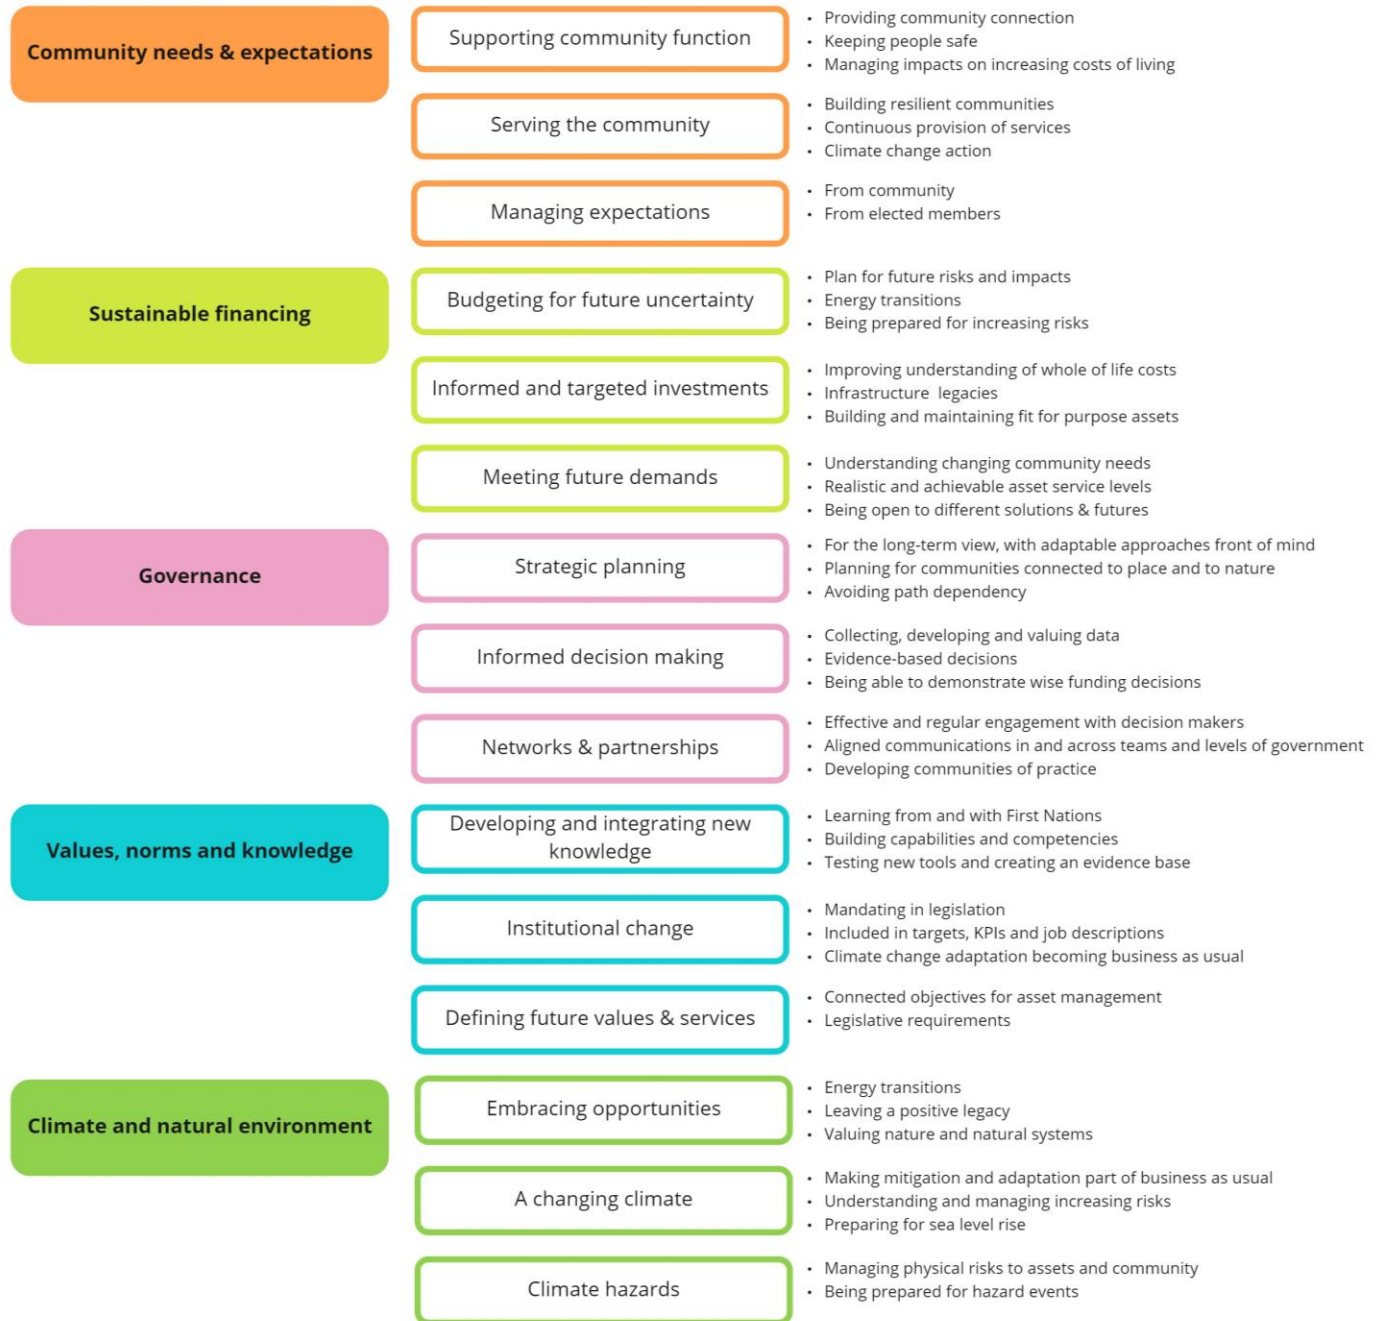 Community needs & expectations
Supporting community function
• Providing community connection
• Keeping people safe
• Managing impacts on increasing costs of living
Serving the community
• Building resilient communities
• Continuous provision of services
• Climate change action
Managing expectations
• From community
• From elected members
Sustainable financing
Budgeting for future uncertainty
• Plan for future risks and impacts
• Energy transitions
• Being prepared for increasing risks
Informed and targeted investments
• Improving understanding of whole of life costs
• Infrastructure legacies
• Building and maintaining fit for purpose assets
Meeting future demands
• Understanding changing community needs
• Realistic and achievable asset service levels
• Being open to different solutions & futures
Governance
Strategic planning
• For the long-term view, with adaptable approaches front of mind
• Planning for communities connected to place and to nature
• Avoiding path dependency
Informed decision making
• Collecting, developing and valuing data
• Evidence-based decisions
• Being able to demonstrate wise funding decisions
Networks & partnerships
• Effective and regular engagement with decision makers
• Aligned communications in and across teams and levels of government
• Developing communities of practice
Values, norms and knowledge
Developing and integrating new
knowledge
• Learning from and with First Nations
• Building capabilities and competencies
• Testing new tools and creating an evidence base
Institutional change
• Mandating in legislation
• Included in targets, KPIs and job descriptions
• Climate change adaptation becoming business as usual
Defining future values & services
• Connected objectives for asset management
• Legislative requirements
Climate and natural environment
Embracing opportunities
• Energy transitions
• Leaving a positive legacy
• Valuing nature and natural systems
A changing climate
• Making mitigation and adaptation part of business as usual
• Understanding and managing increasing risks
• Preparing for sea level rise
Climate hazards
• Managing physical risks to assets and community
• Being prepared for hazard events